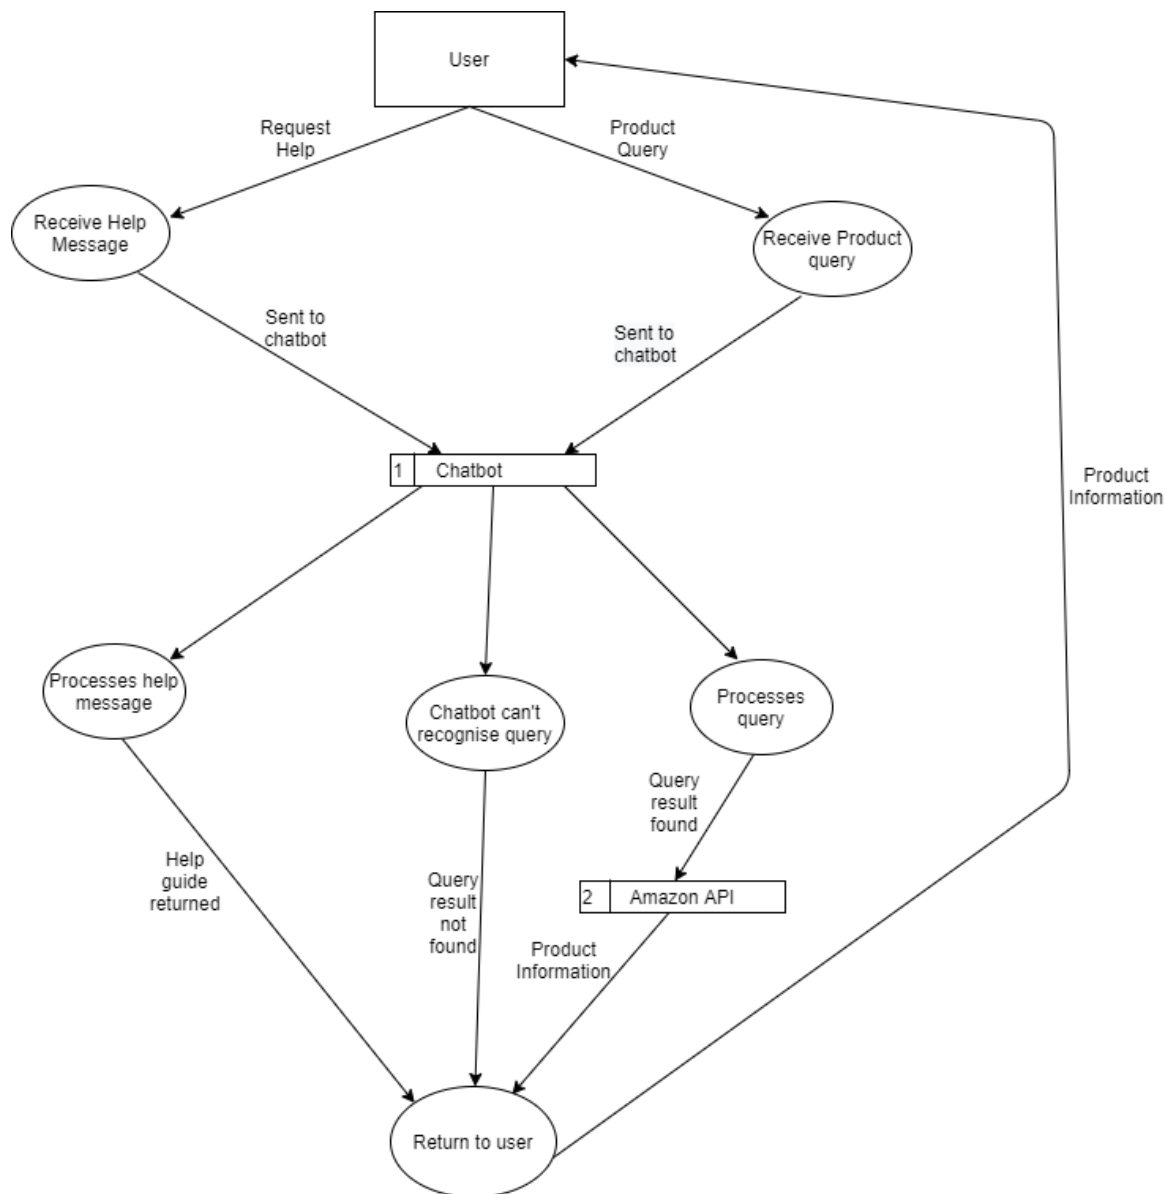 User
Request
Help
Product
Query
Receive Help
Message
Receive Product
query
Sent to
chatbot
Sent to
chatbot
1 Chatbot
Product
Information
Processes help
message
Chatbot can't
recognise query
Processes
query
Query
result
found
Help
guide
returned
Query
result
not
found
2 Amazon API
Product
Information
Return to user